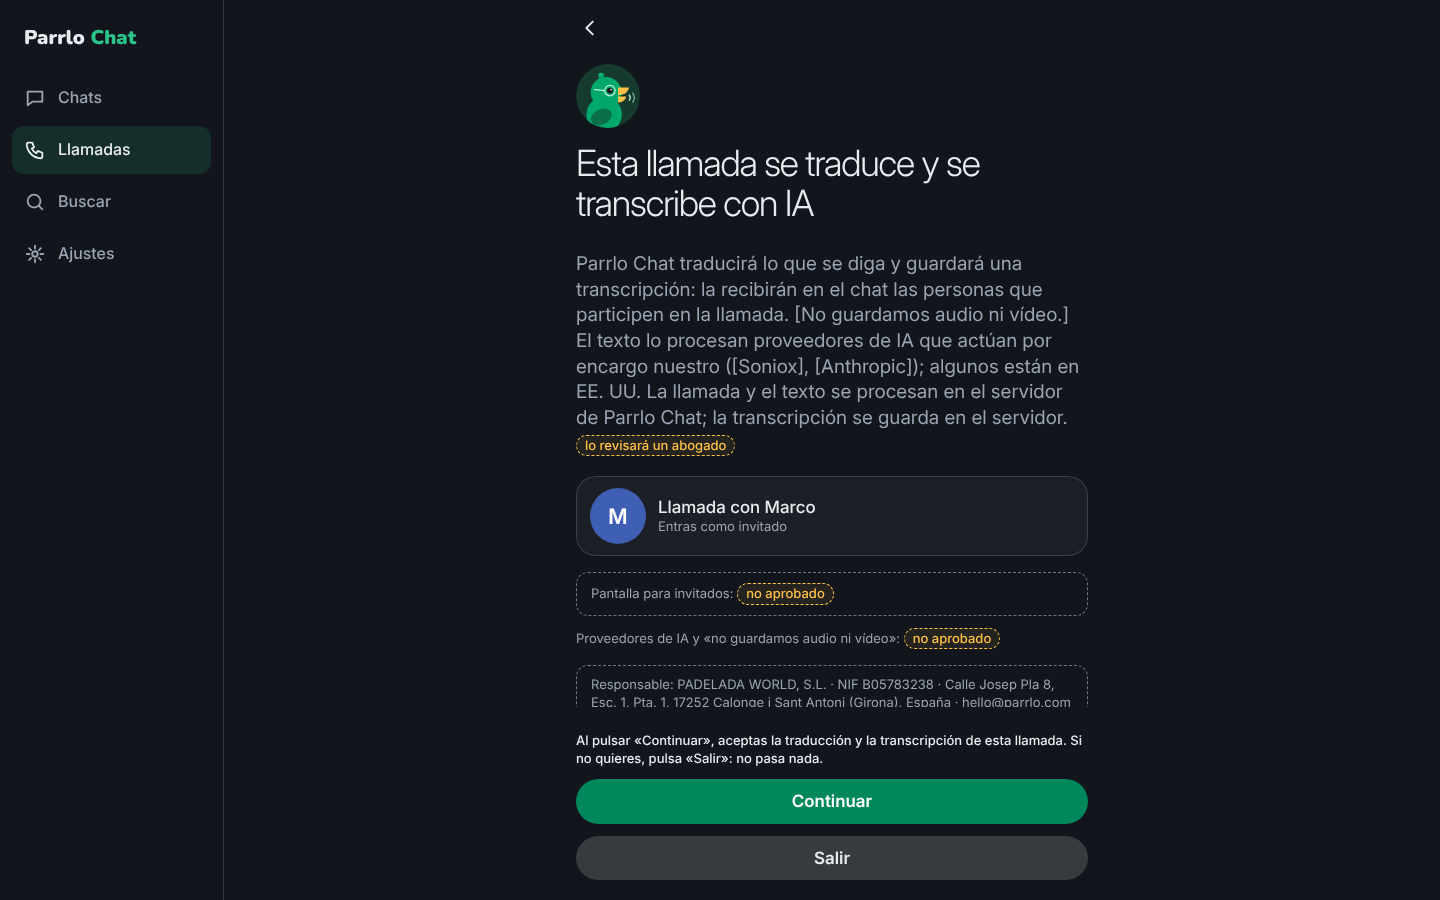 Parrlo Chat
Chats
Llamadas
Buscar
Ajustes
Esta llamada se traduce y se
transcribe con IA
Parrlo Chat traducirá lo que se diga y guardará una
transcripción: la recibirán en el chat las personas que
participen en la llamada. [No guardamos audio ni vídeo.]
El texto lo procesan proveedores de IA que actúan por
encargo nuestro ([Soniox], [Anthropic]); algunos están en
EE. UU. La llamada y el texto se procesan en el servidor
de Parrlo Chat; la transcripción se guarda en el servidor.
lo revisará un abogado
M
Llamada con Marco
Entras como invitado
Pantalla para invitados: no aprobado
Proveedores de IA y «no guardamos audio ni vídeo»: no aprobado
Responsable: PADELADA WORLD, S.L. · NIF B05783238 · Calle Josep Pla 8,
Esc. 1, Pta. 1, 17252 Calonge i Sant Antoni (Girona), España · hello@parrlo.com
Al pulsar «Continuar», aceptas la traducción y la transcripción de esta llamada. Si
no quieres, pulsa «Salir»: no pasa nada.
Continuar
Salir